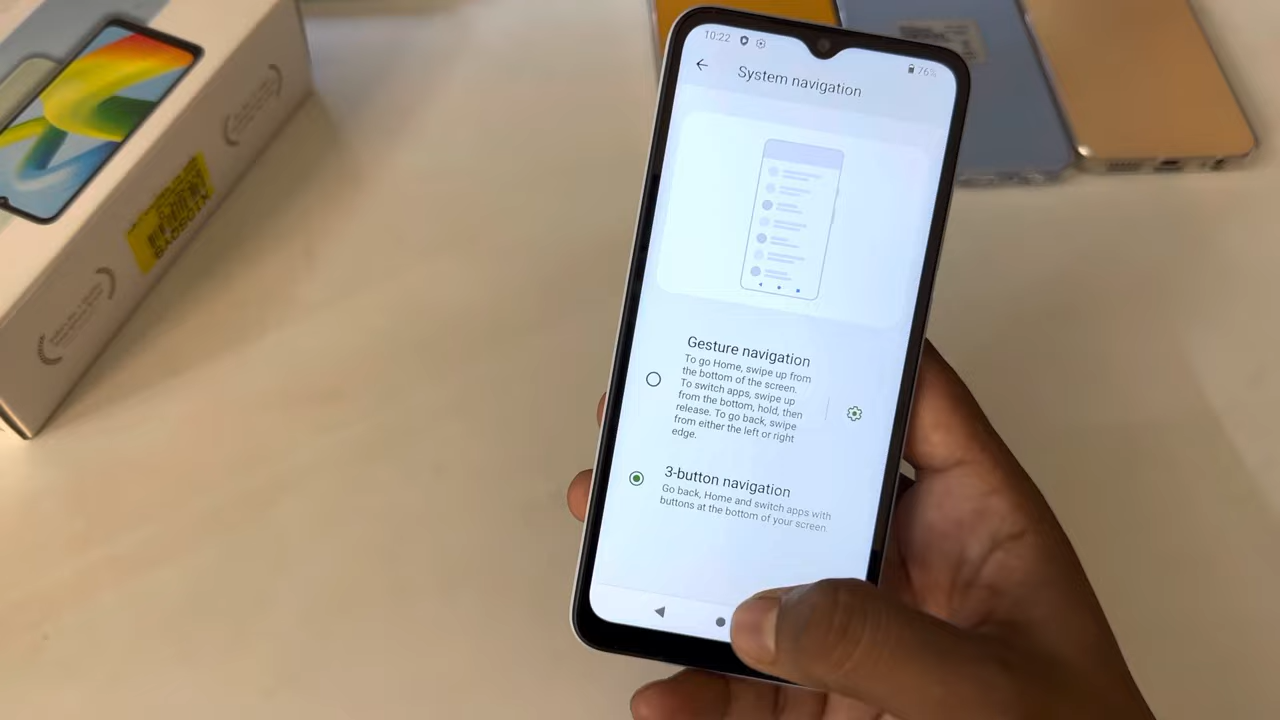 10:22
76%
System navigation
Gesture navigation
To go Home, swipe up from
the bottom of the screen.
To switch apps, swipe up
from the bottom, hold, then
release. To go back, swipe
from either the left or right
edge.
3-button navigation
Go back, Home and switch apps with
buttons at the bottom of your screen.